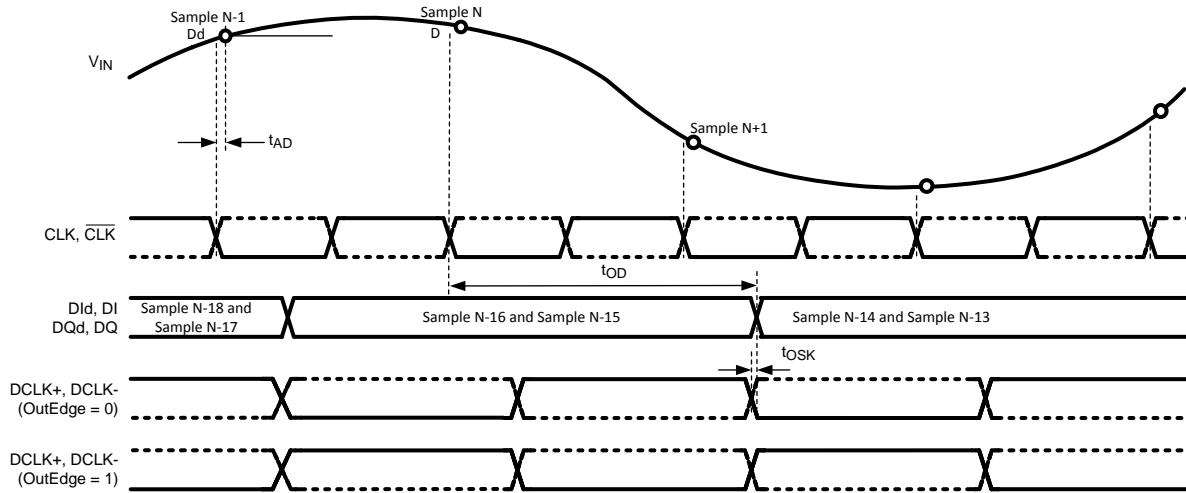 Sample N-1
Dd
Sample N
D
VIN
Sample N+1
tAD
CLK, CLK
tOD
DId, DI
DQd, DQ
Sample N-18 and
Sample N-17
Sample N-16 and Sample N-15
Sample N-14 and Sample N-13
tOSK
DCLK+, DCLK-
(OutEdge = 0)
DCLK+, DCLK-
(OutEdge = 1)